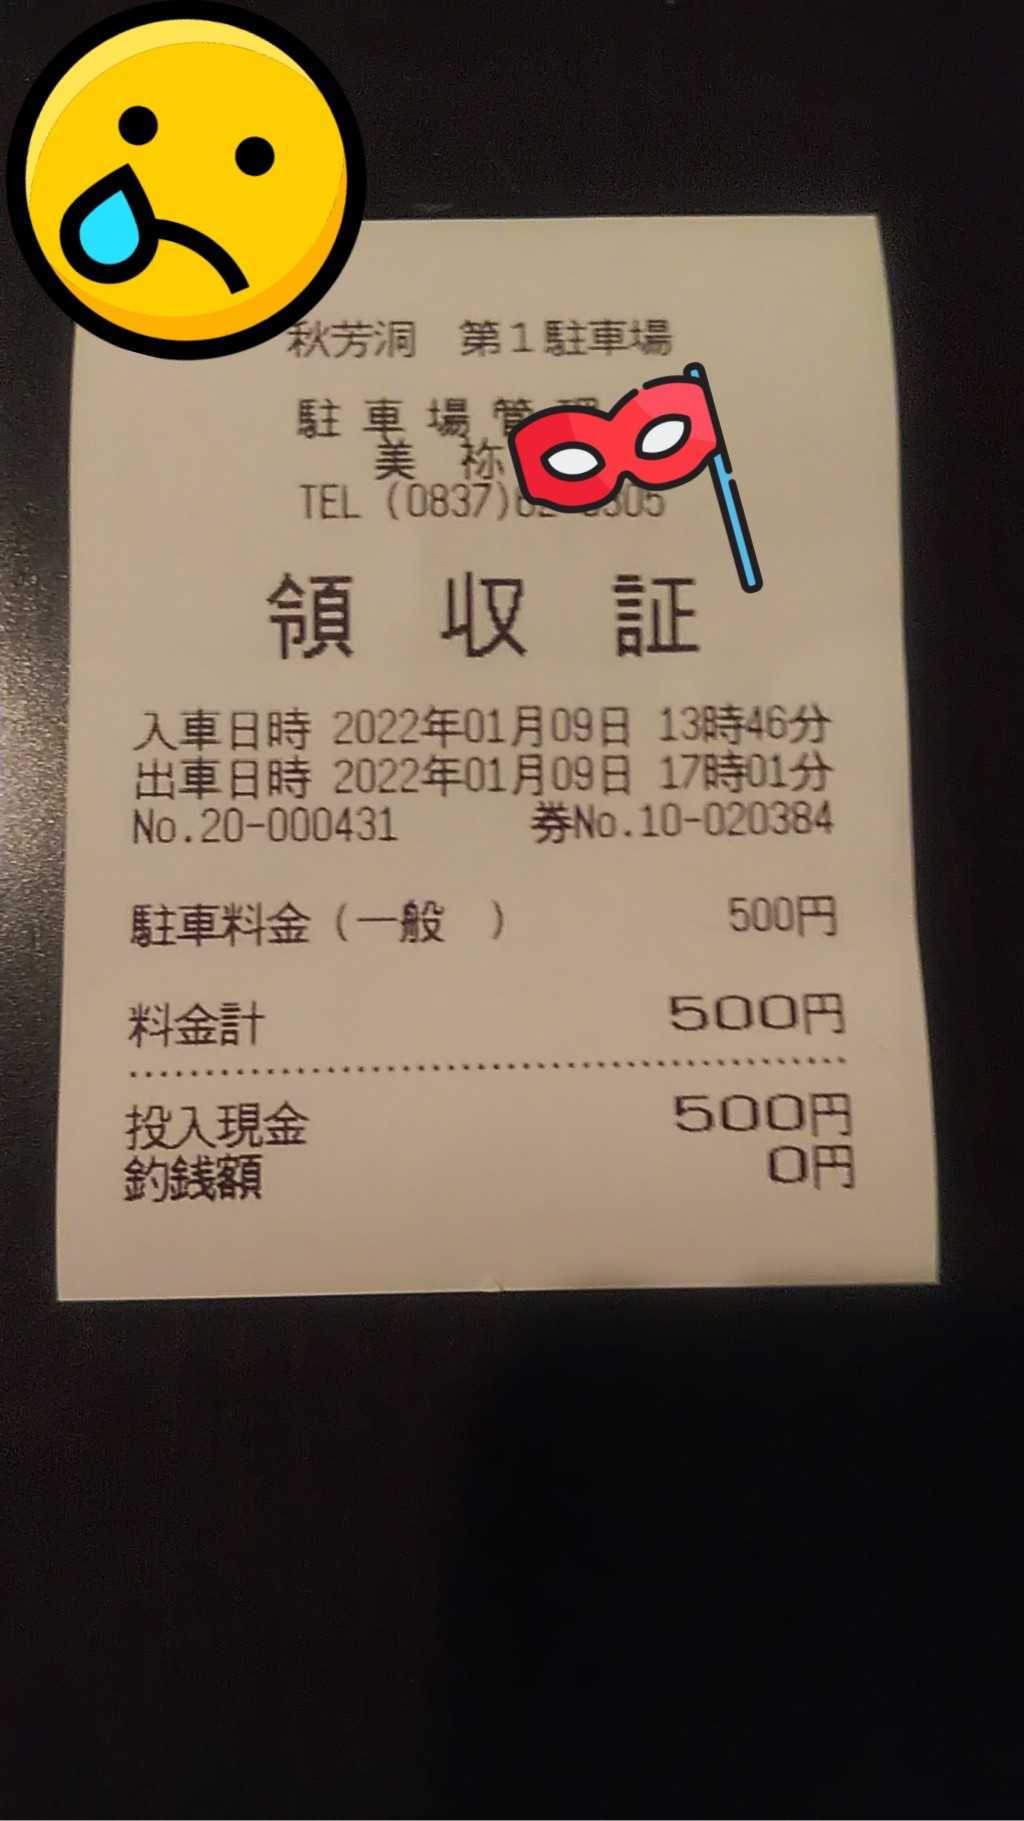 秋芳洞 第1駐車場
駐車場管
美 祢
TEL (0837)
領 収 証
入車日時 2022年01月09日 13時46分
出車日時 2022年01月09日 17時01分
No.20-000431 券No.10-020384
駐車料金(一般 ) 500円
料金計 500円
投入現金 500円
釣銭額 0円